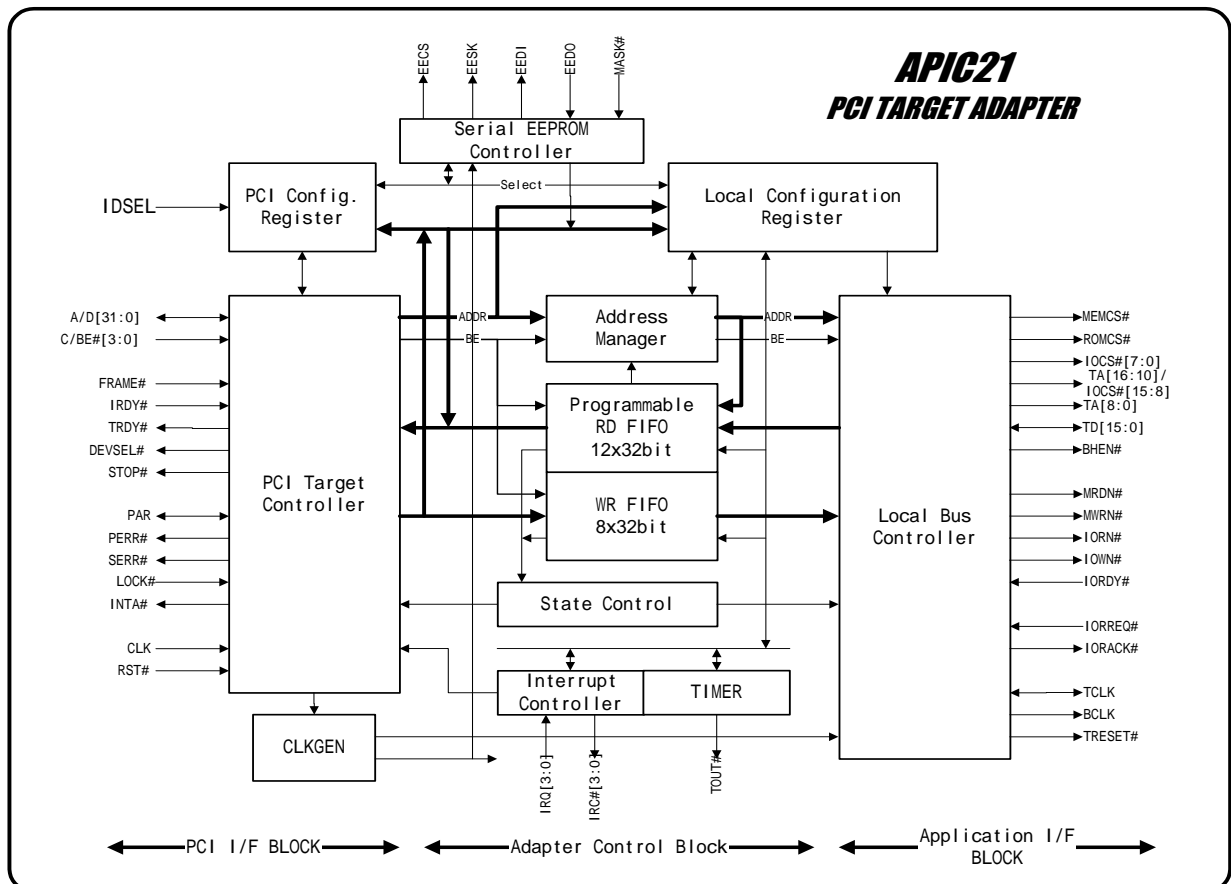 APIC21
PCI TARGET ADAPTER
EECS
EESK
EEDI
EEDO
MASK#
Serial EEPROM
Controller
Select
IDSEL
PCI Config.
Register
Local Configuration
Register
A/D[31:0]
C/BE#[3:0]
FRAME#
IRDY#
TRDY#
DEVSEL#
STOP#
PAR
PERR#
SERR#
LOCK#
INTA#
CLK
RST#
PCI Target
Controller
ADDR
BE
Address
Manager
ADDR
BE
Programmable
RD FIFO
12x32bit
WR FIFO
8x32bit
State Control
Interrupt
Controller
TIMER
CLKGEN
IRQ[3:0]
IRC#[3:0]
TOUT#
Local Bus
Controller
MEMCS#
ROMCS#
IOCS#[7:0]
TA[16:10]/
IOCS#[15:8]
TA[8:0]
TD[15:0]
BHEN#
MRDN#
MWRN#
IORN#
IOWN#
IORDY#
IORREQ#
IORACK#
TCLK
BCLK
TRESET#
PCI I/F BLOCK
Adapter Control Block
Application I/F
BLOCK